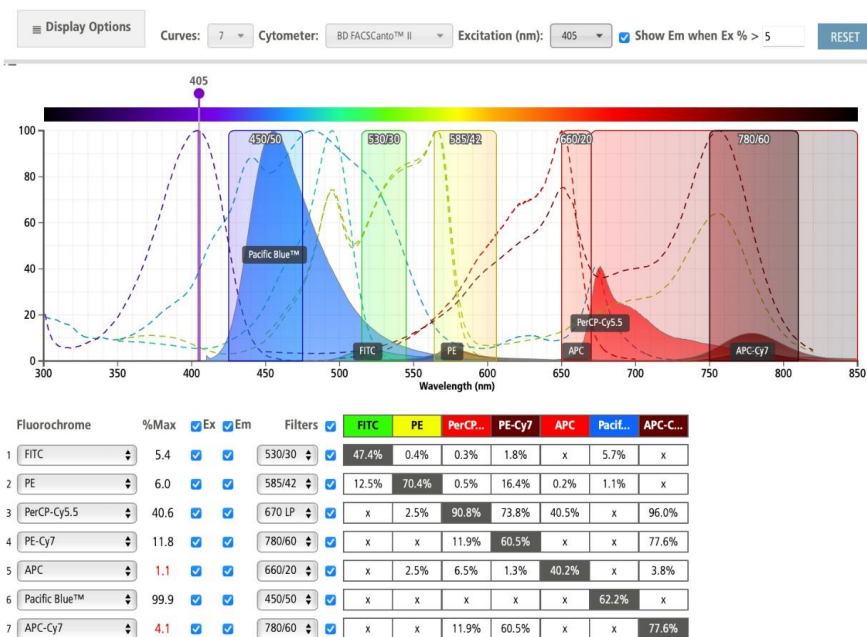 Display Options Curves: 7 Cytometer: BD FACSCanto™ II Excitation (nm): 405 Show Em when Ex % > 5 RESET
405
100 450/50 530/30 585/42 660/20 780/60
80
60
Pacific Blue™
40
20 PerCP-Cy5.5
FITC PE APC APC-Cy7
0
300 350 400 450 500 550 600 650 700 750 800 850
Wavelength (nm)
Fluorochrome %Max Ex Em Filters FITC PE PerCP... PE-Cy7 APC Pacif... APC-C...
1 FITC 5.4 530/30 47.4% 0.4% 0.3% 1.8% x 5.7% x
2 PE 6.0 585/42 12.5% 70.4% 0.5% 16.4% 0.2% 1.1% x
3 PerCP-Cy5.5 40.6 670 LP x 2.5% 90.8% 73.8% 40.5% x 96.0%
4 PE-Cy7 11.8 780/60 x x 11.9% 60.5% x x 77.6%
5 APC 1.1 660/20 x 2.5% 6.5% 1.3% 40.2% x 3.8%
6 Pacific Blue™ 99.9 450/50 x x x x x 62.2% x
7 APC-Cy7 4.1 780/60 x x 11.9% 60.5% x x 77.6%